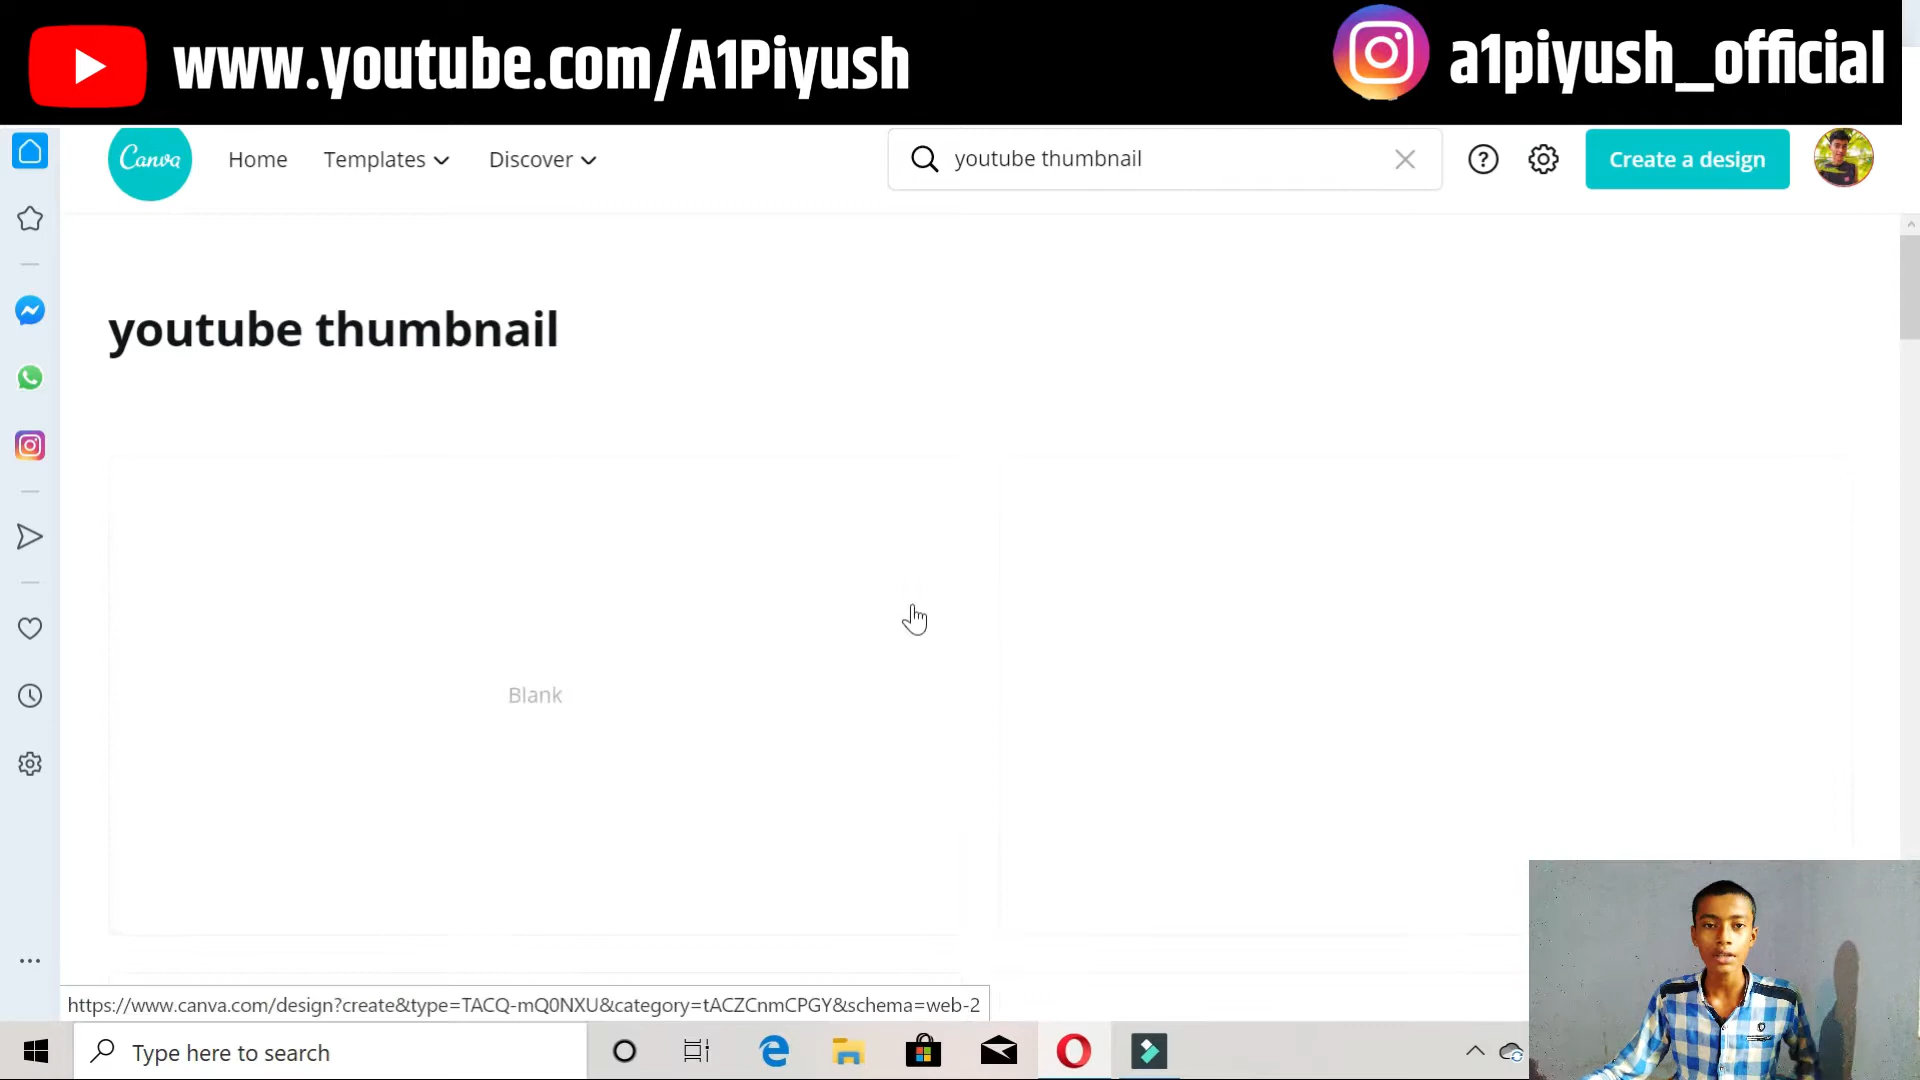 www.youtube.com/A1Piyush
a1piyush_official
Canva
Home
Templates
Discover
youtube thumbnail
Create a design
youtube thumbnail
Blank
https://www.canva.com/design?create&type=TACQ-mQ0NXU&category=tACZCnmCPGY&schema=web-2
Type here to search